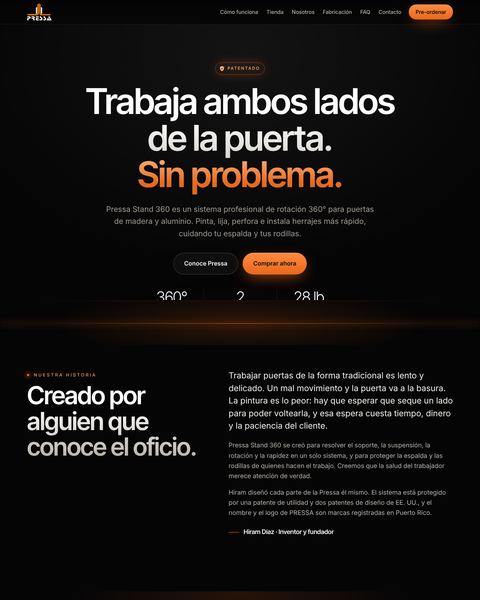 PRESSA
Cómo funciona Tienda Nosotros Fabricación FAQ Contacto Pre-ordenar
PATENTADO
Trabaja ambos lados
de la puerta.
Sin problema.
Pressa Stand 360 es un sistema profesional de rotación 360° para puertas
de madera y aluminio. Pinta, lija, perfora e instala herrajes más rápido,
cuidando tu espalda y tus rodillas.
Conoce Pressa Comprar ahora
360° 2 28 lb
NUESTRA HISTORIA
Creado por
alguien que
conoce el oficio.
Trabajar puertas de la forma tradicional es lento y
delicado. Un mal movimiento y la puerta va a la basura.
La pintura es lo peor: hay que esperar que seque un lado
para poder voltearla, y esa espera cuesta tiempo, dinero
y la paciencia del cliente.
Pressa Stand 360 se creó para resolver el soporte, la suspensión, la
rotación y la rapidez en un solo sistema, y para proteger la espalda y las
rodillas de quienes hacen el trabajo. Creemos que la salud del trabajador
merece atención de verdad.
Hiram diseñó cada parte de la Pressa él mismo. El sistema está protegido
por una patente de utilidad y dos patentes de diseño de EE. UU., y el
nombre y el logo de PRESSA son marcas registradas en Puerto Rico.
Hiram Díaz · Inventor y fundador